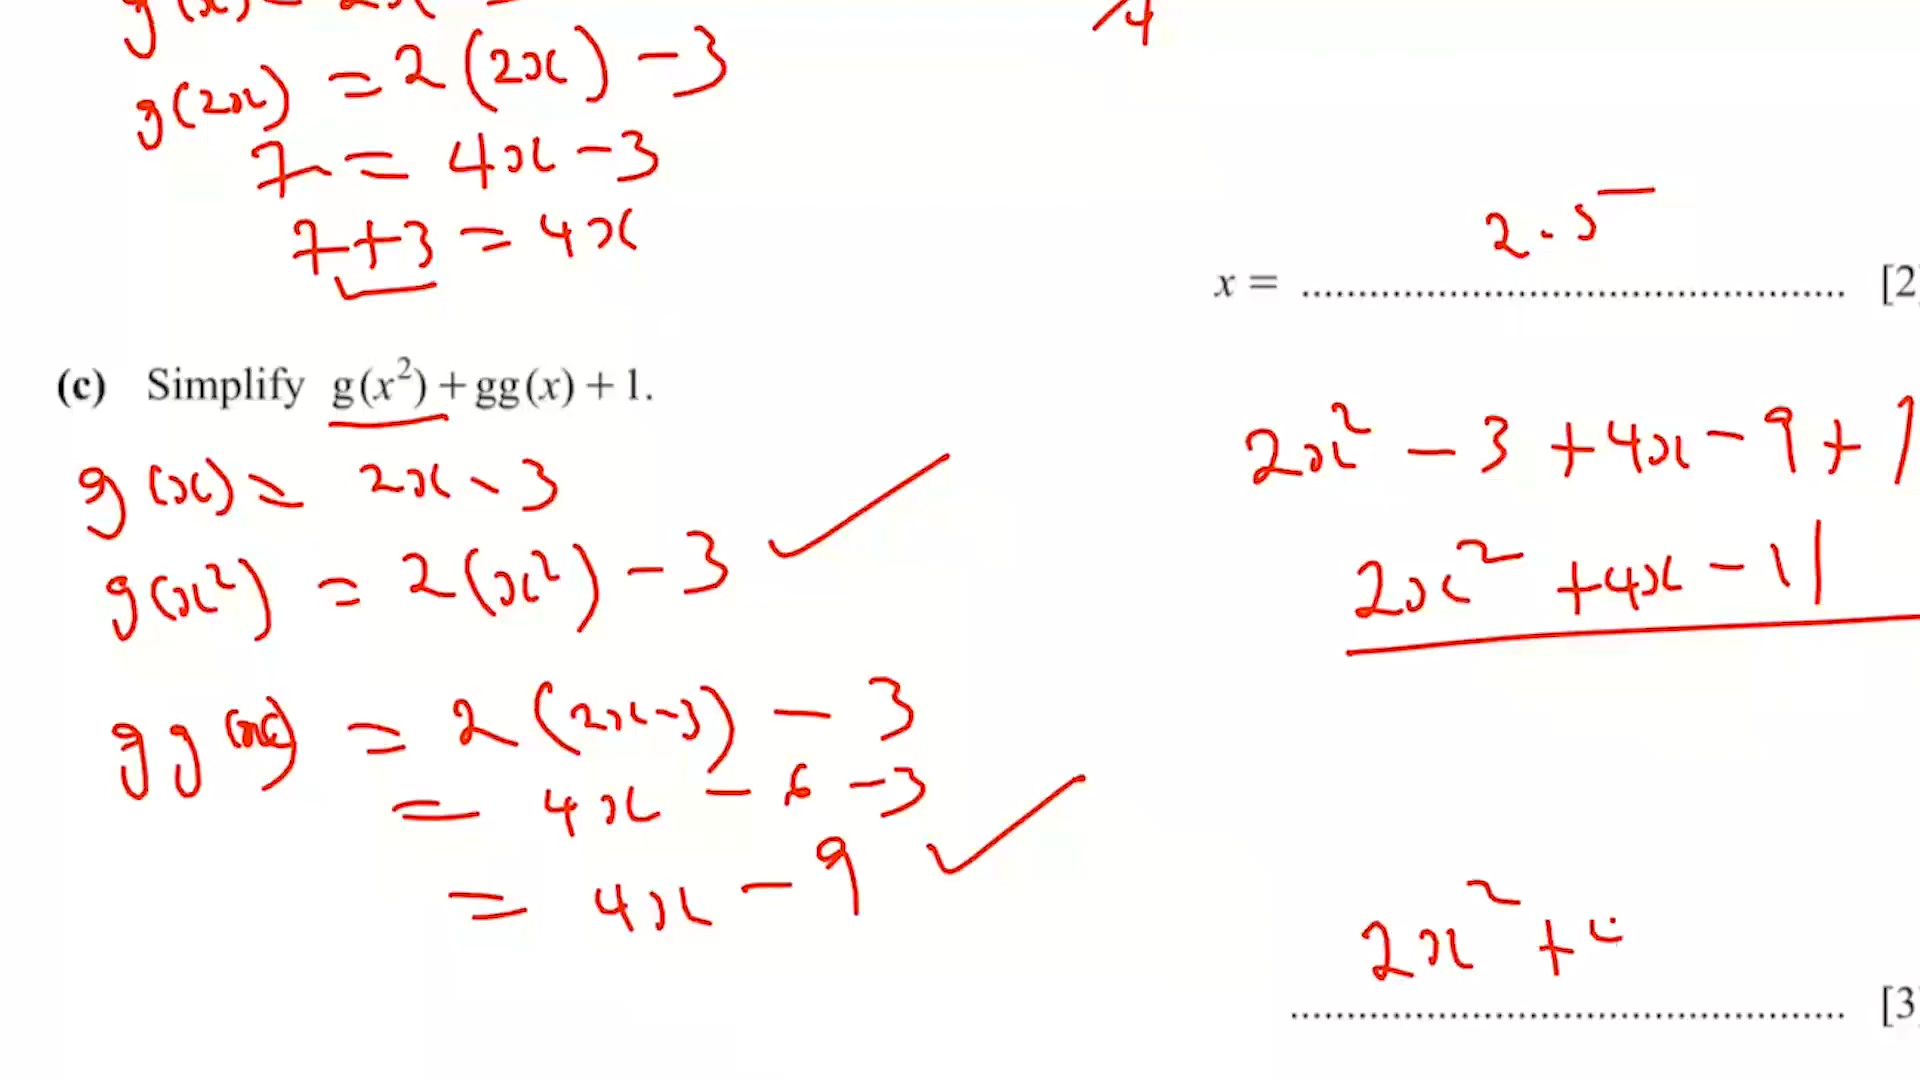 g(x) = 2x
g(2x) = 2(2x) - 3
7 = 4x - 3
7+3 = 4x
4
2.5
x = .................................................. [2]
(c) Simplify g(x²) + gg(x) + 1.
g(x) = 2x - 3
g(x²) = 2(x²) - 3
gg(x) = 2(2x-3) - 3
= 4x - 6 - 3
= 4x - 9
2x² - 3 + 4x - 9 + 1
2x² + 4x - 11
2x² +
.................................................. [3